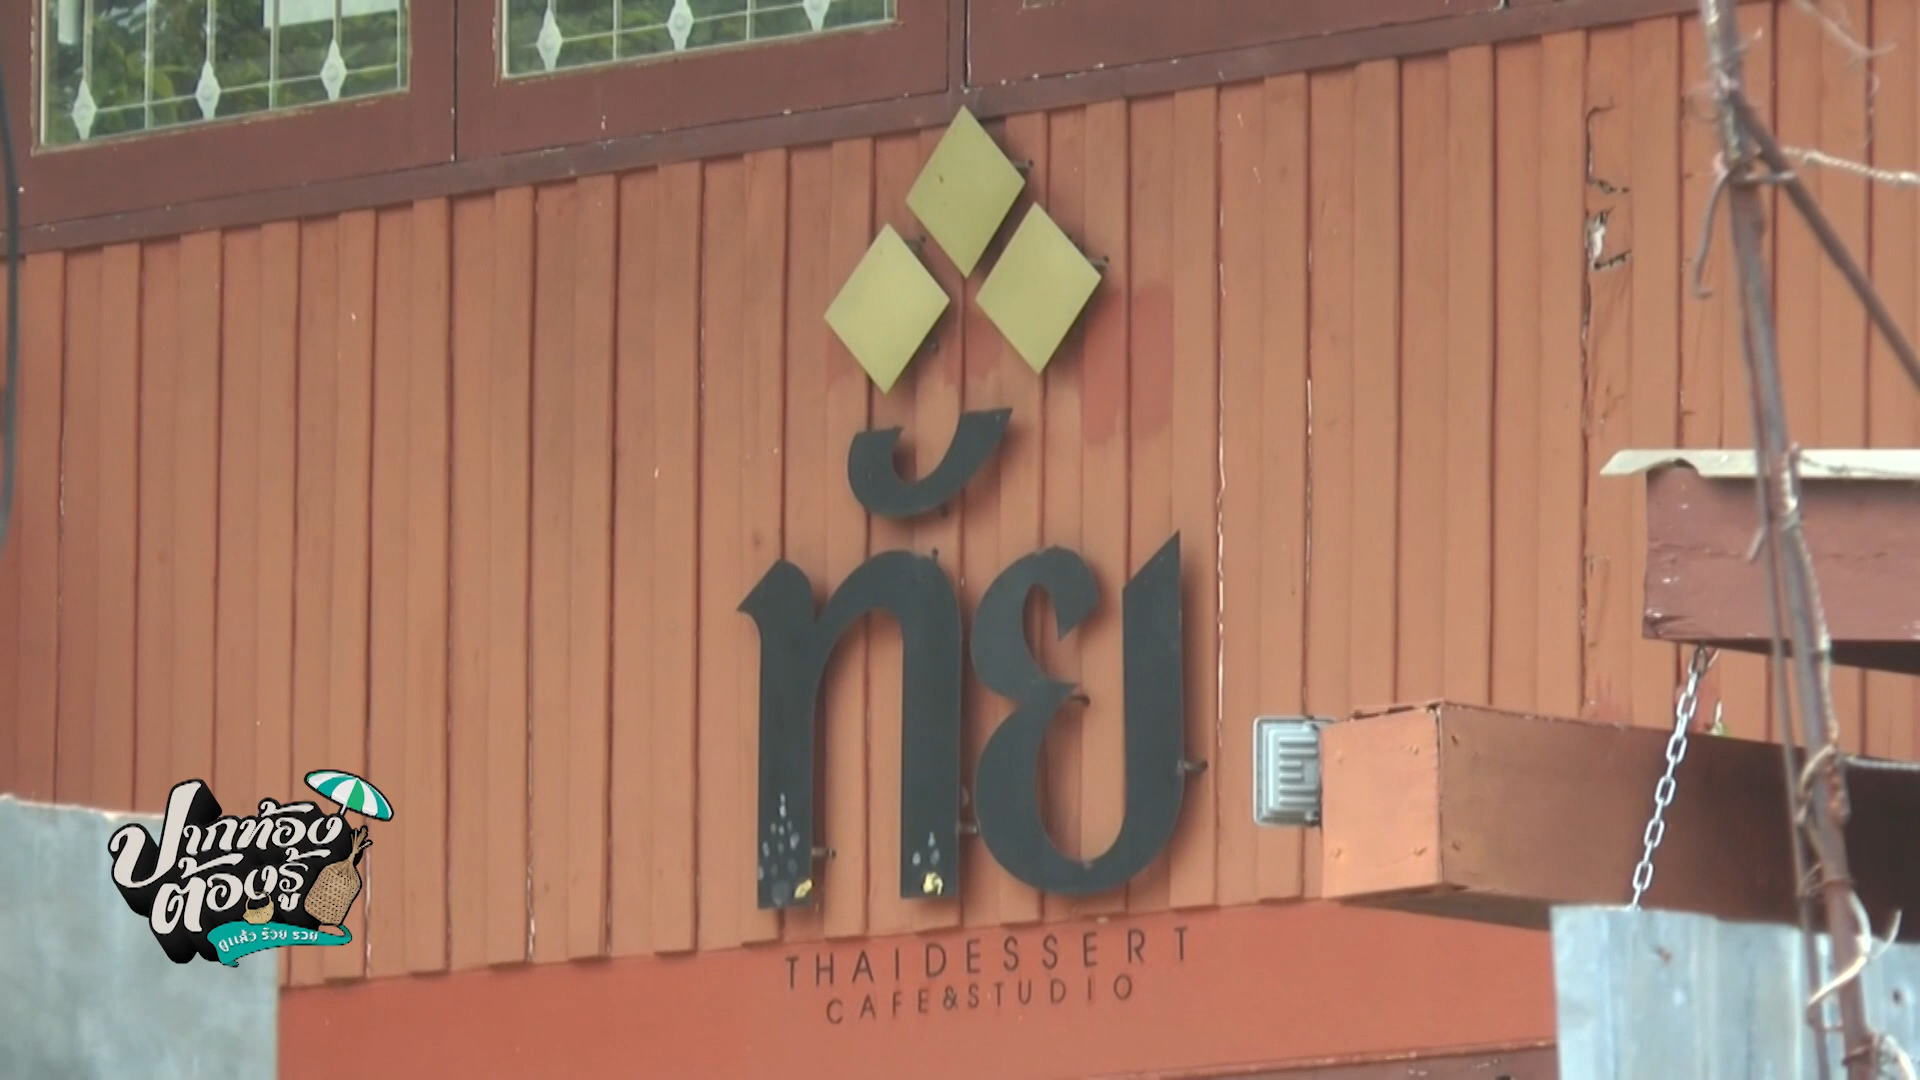 ทัย
THAIDESSERT
CAFE&STUDIO
ปากท้อง
ต้องรู้
ดูแล้ว รวย รวย